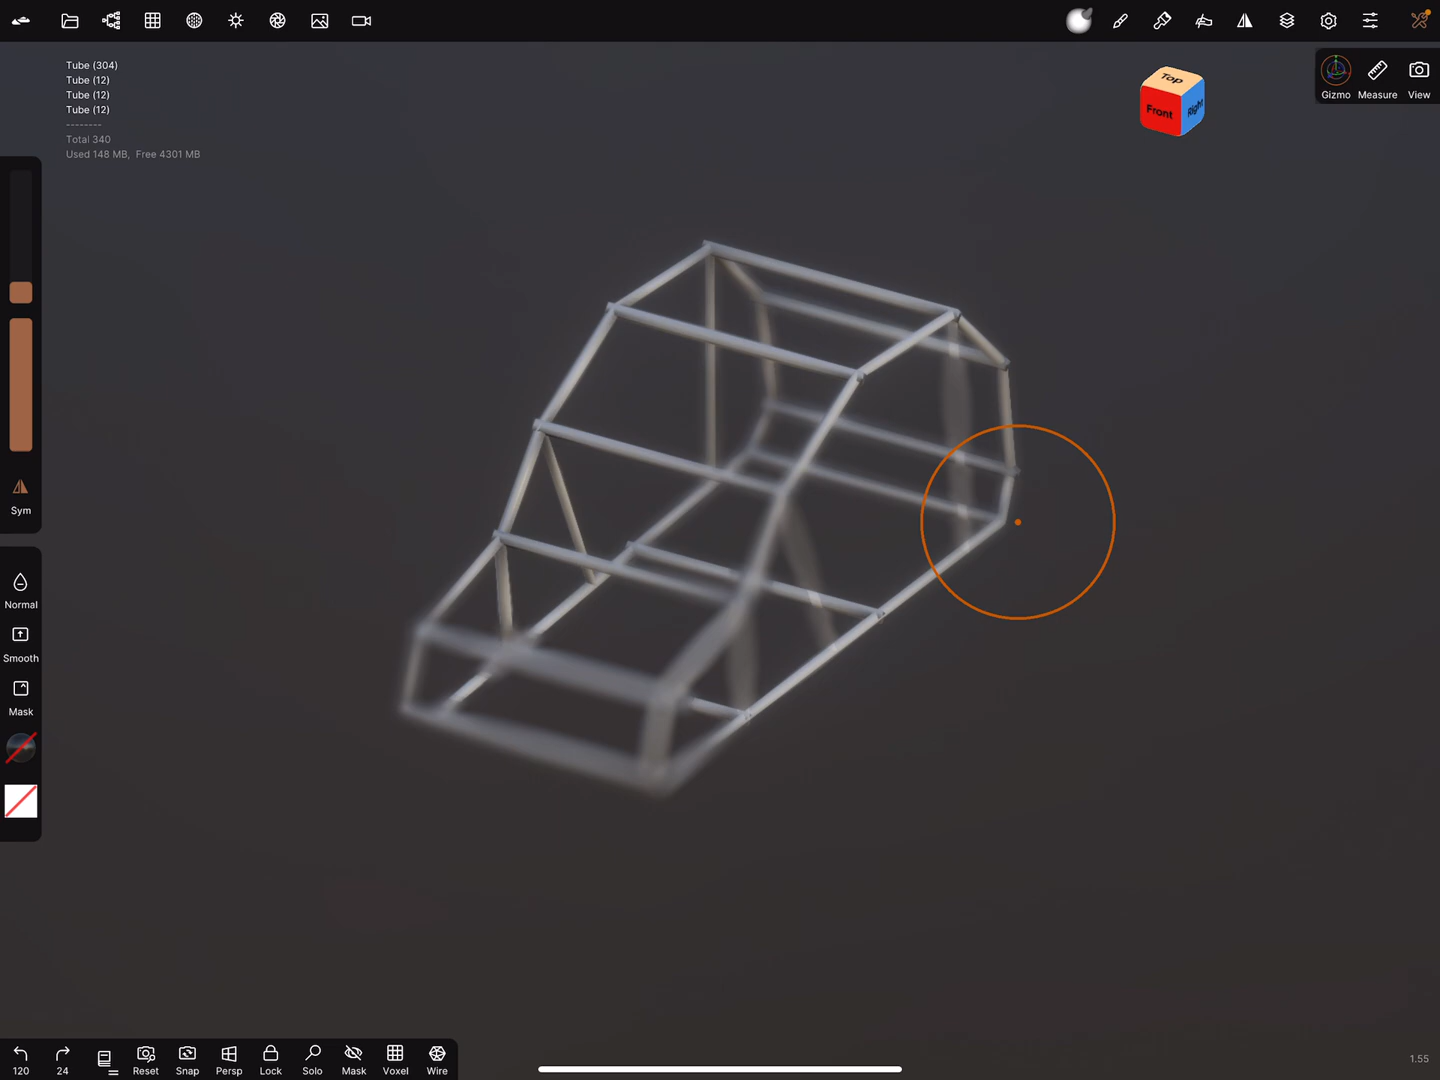 Tube (304)
Tube (12)
Tube (12)
Tube (12)
--------
Total 340
Used 148 MB,  Free 4301 MB
Top
Front
Right
Gizmo
Measure
View
Sym
Normal
Smooth
Mask
120
24
Reset
Snap
Persp
Lock
Solo
Mask
Voxel
Wire
1.55